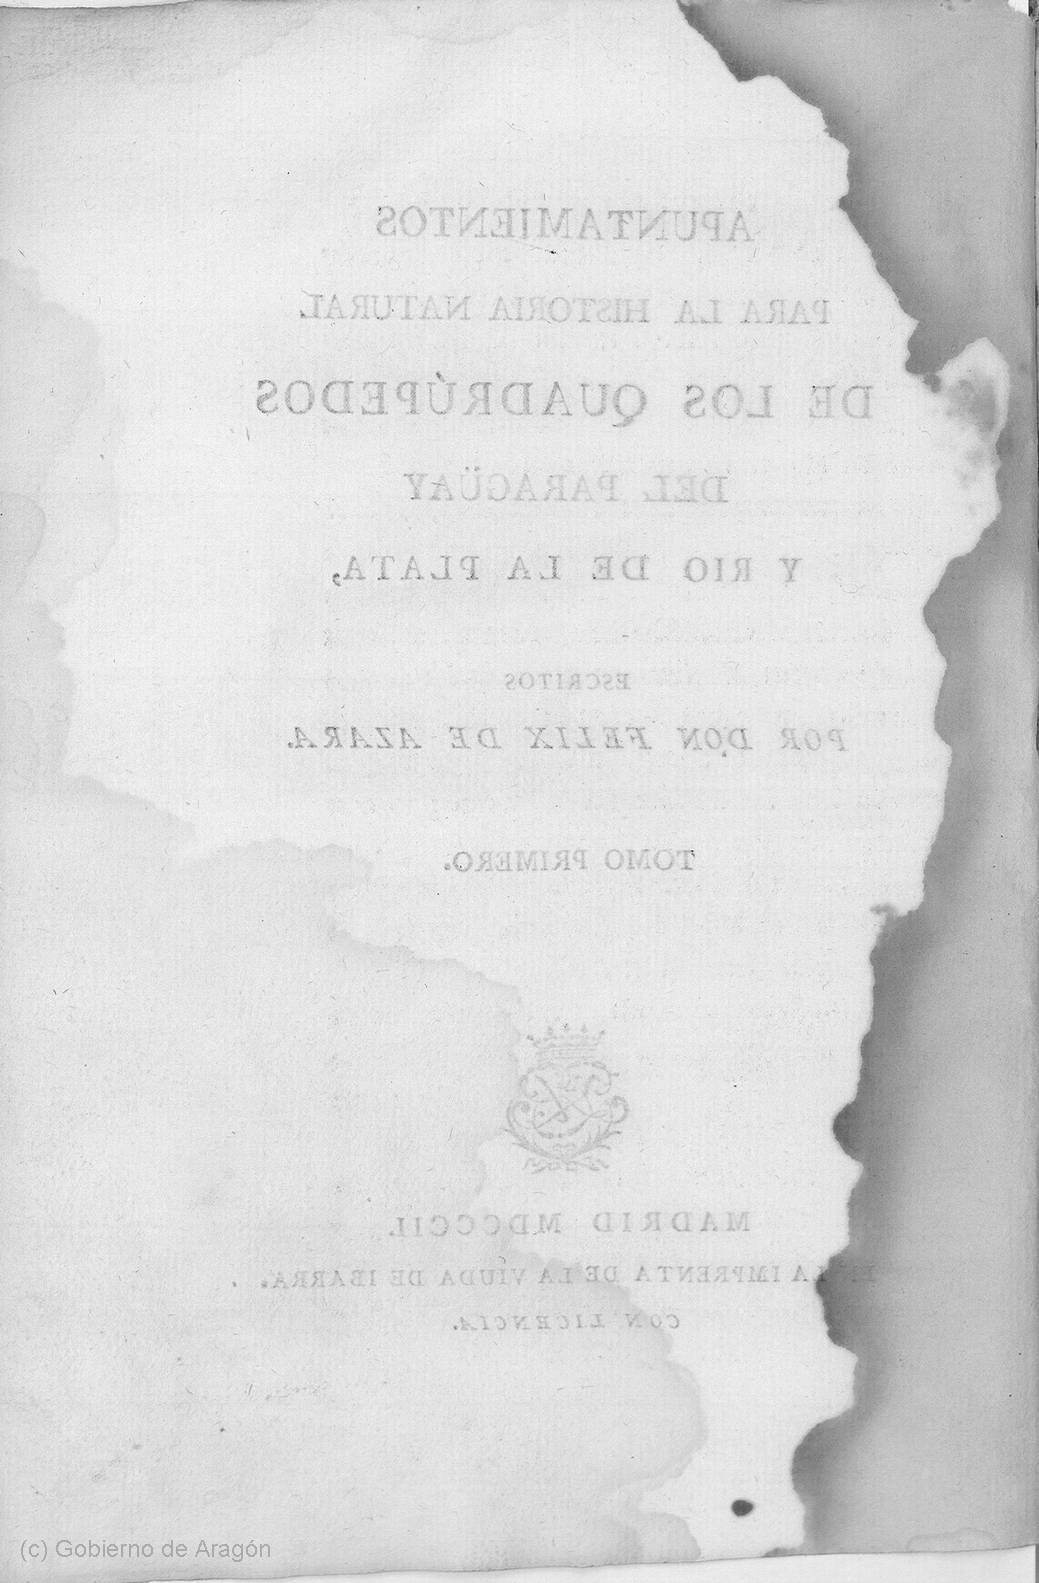 APUNTAMIENTOS
PARA LA HISTORIA NATURAL
DE LOS QUADRÚPEDOS
DEL PARAGÜAY
Y RIO DE LA PLATA,
ESCRITOS
POR DON FELIX DE AZARA.
TOMO PRIMERO.
MADRID MDCCCII.
LA IMPRENTA DE LA VIUDA DE IBARRA.
CON LICENCIA.
(c) Gobierno de Aragón